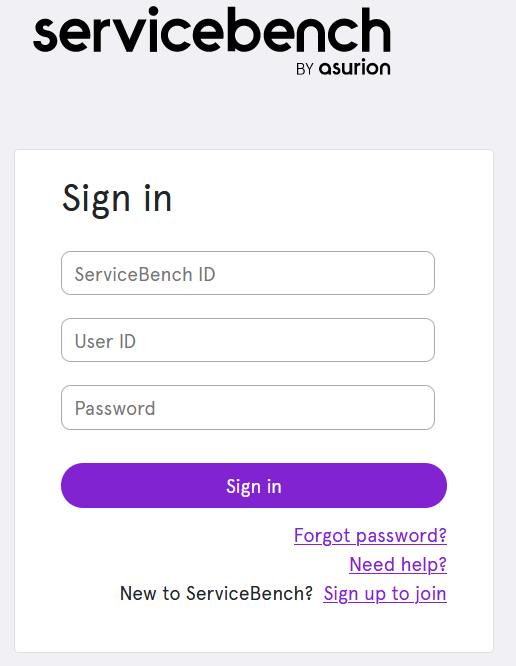 servicebench
BY asurion
Sign in
ServiceBench ID
User ID
Password
Sign in
Forgot password?
Need help?
New to ServiceBench? Sign up to join